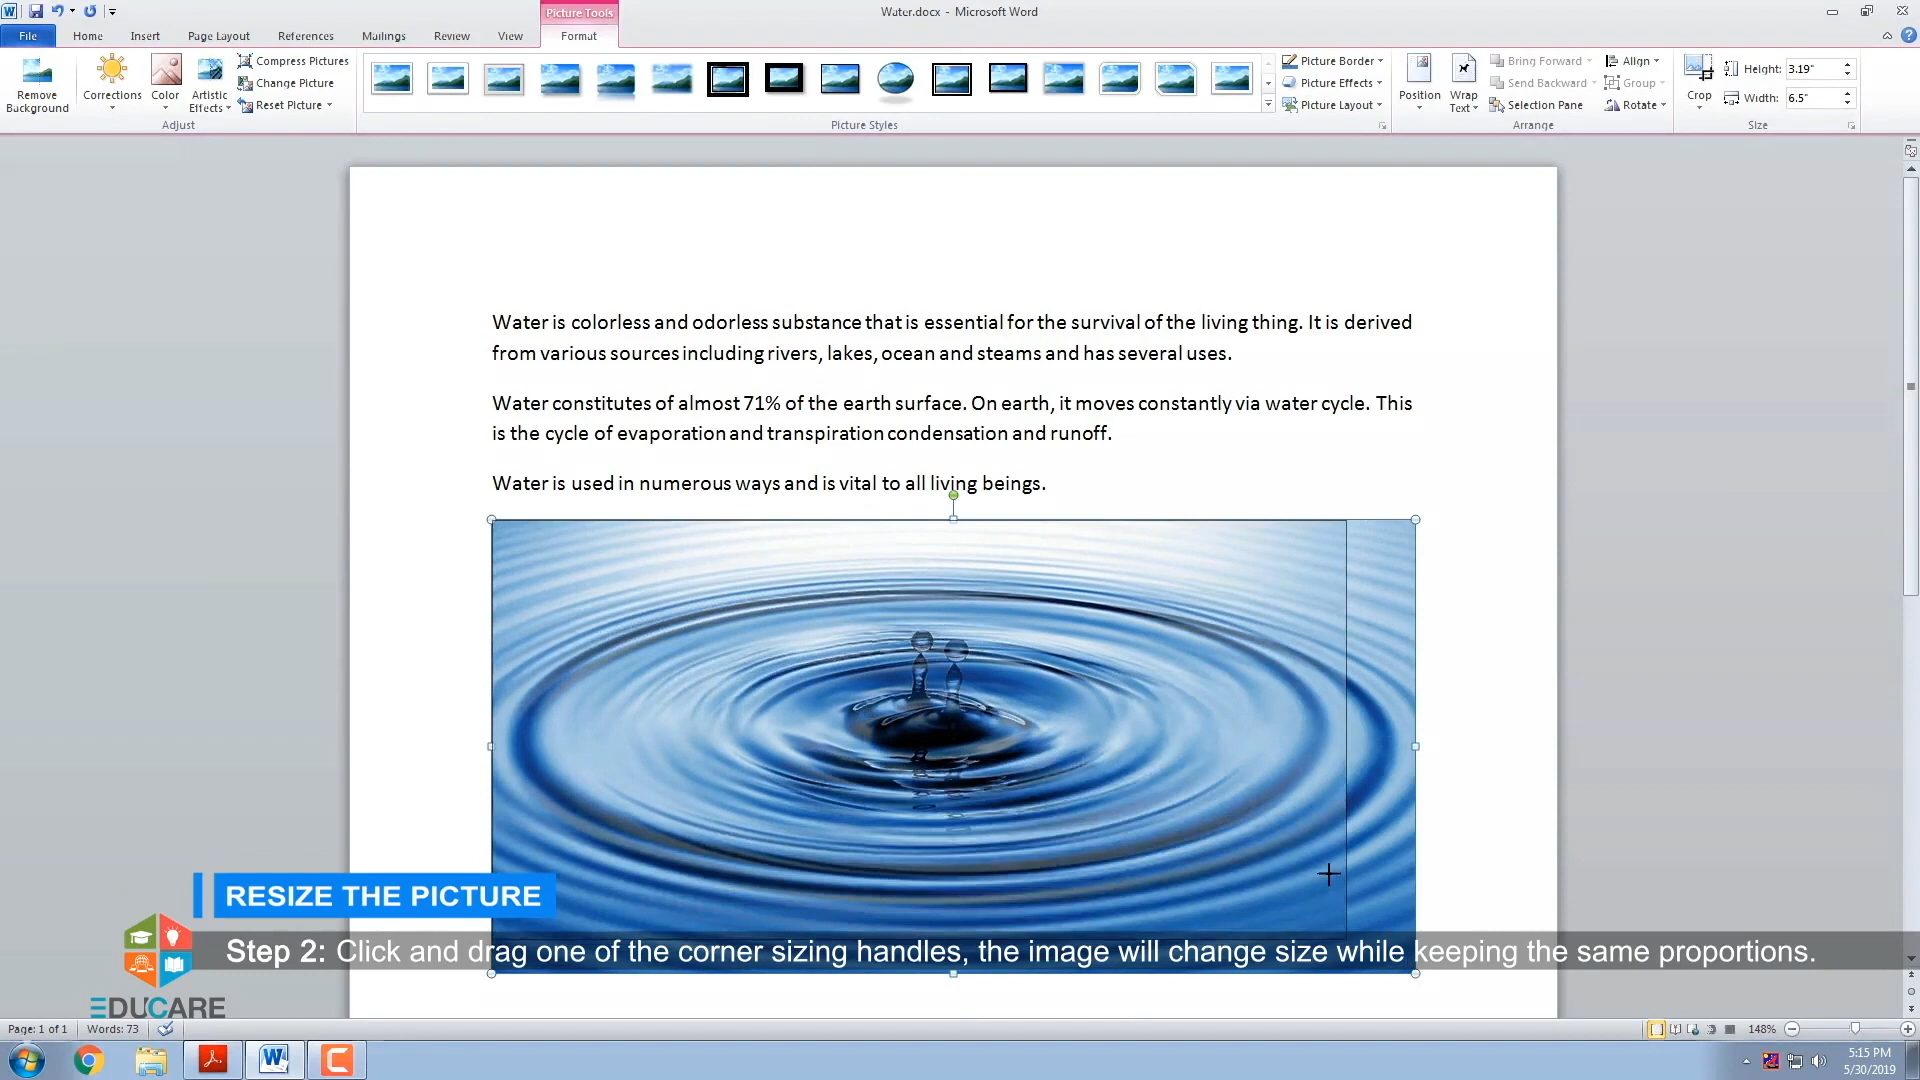 Picture Tools
Water.docx - Microsoft Word
File
Home
Insert
Page Layout
References
Mailings
Review
View
Format
Remove
Background
Corrections
Color
Artistic
Effects
Compress Pictures
Change Picture
Reset Picture
Adjust
Picture Styles
Picture Border
Picture Effects
Picture Layout
Position
Wrap
Text
Bring Forward
Send Backward
Selection Pane
Align
Group
Rotate
Arrange
Crop
Height: 3.19"
Width: 6.5"
Size
Water is colorless and odorless substance that is essential for the survival of the living thing. It is derived
from various sources including rivers, lakes, ocean and steams and has several uses.
Water constitutes of almost 71% of the earth surface. On earth, it moves constantly via water cycle. This
is the cycle of evaporation and transpiration condensation and runoff.
Water is used in numerous ways and is vital to all living beings.
RESIZE THE PICTURE
Step 2: Click and drag one of the corner sizing handles, the image will change size while keeping the same proportions.
EDUCARE
Page: 1 of 1
Words: 73
148%
5:15 PM
5/30/2019